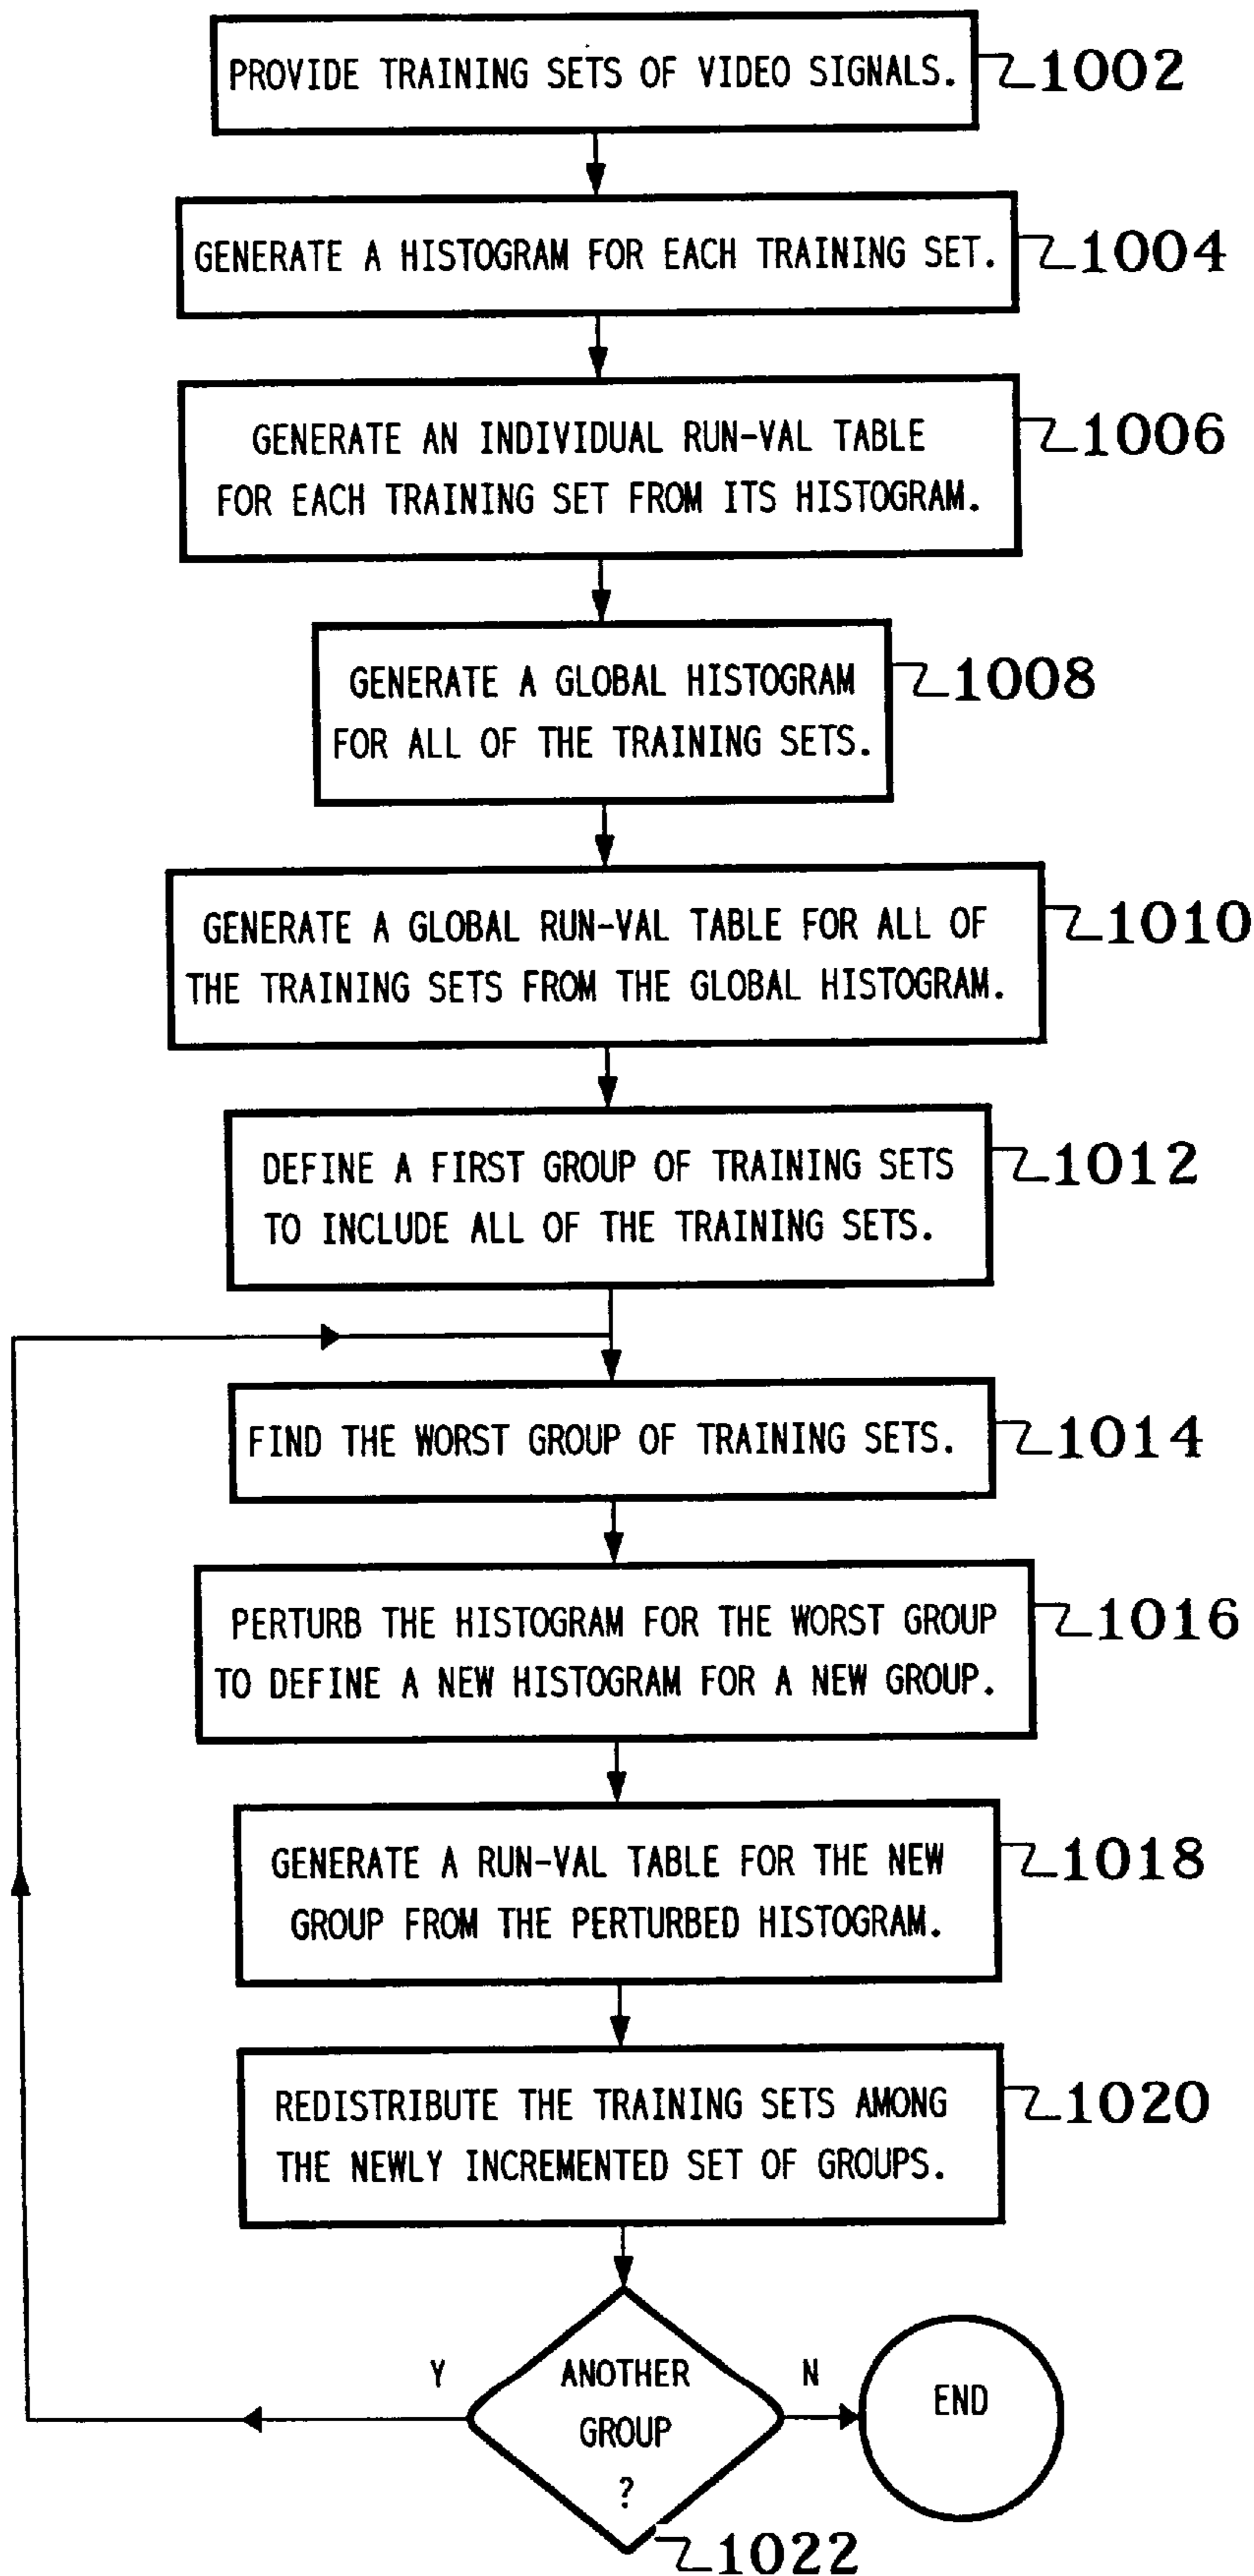 PROVIDE TRAINING SETS OF VIDEO SIGNALS.
1002
GENERATE A HISTOGRAM FOR EACH TRAINING SET.
1004
GENERATE AN INDIVIDUAL RUN-VAL TABLE
FOR EACH TRAINING SET FROM ITS HISTOGRAM.
1006
GENERATE A GLOBAL HISTOGRAM
FOR ALL OF THE TRAINING SETS.
1008
GENERATE A GLOBAL RUN-VAL TABLE FOR ALL OF
THE TRAINING SETS FROM THE GLOBAL HISTOGRAM.
1010
DEFINE A FIRST GROUP OF TRAINING SETS
TO INCLUDE ALL OF THE TRAINING SETS.
1012
FIND THE WORST GROUP OF TRAINING SETS.
1014
PERTURB THE HISTOGRAM FOR THE WORST GROUP
TO DEFINE A NEW HISTOGRAM FOR A NEW GROUP.
1016
GENERATE A RUN-VAL TABLE FOR THE NEW
GROUP FROM THE PERTURBED HISTOGRAM.
1018
REDISTRIBUTE THE TRAINING SETS AMONG
THE NEWLY INCREMENTED SET OF GROUPS.
1020
Y
ANOTHER
GROUP
?
N
END
1022